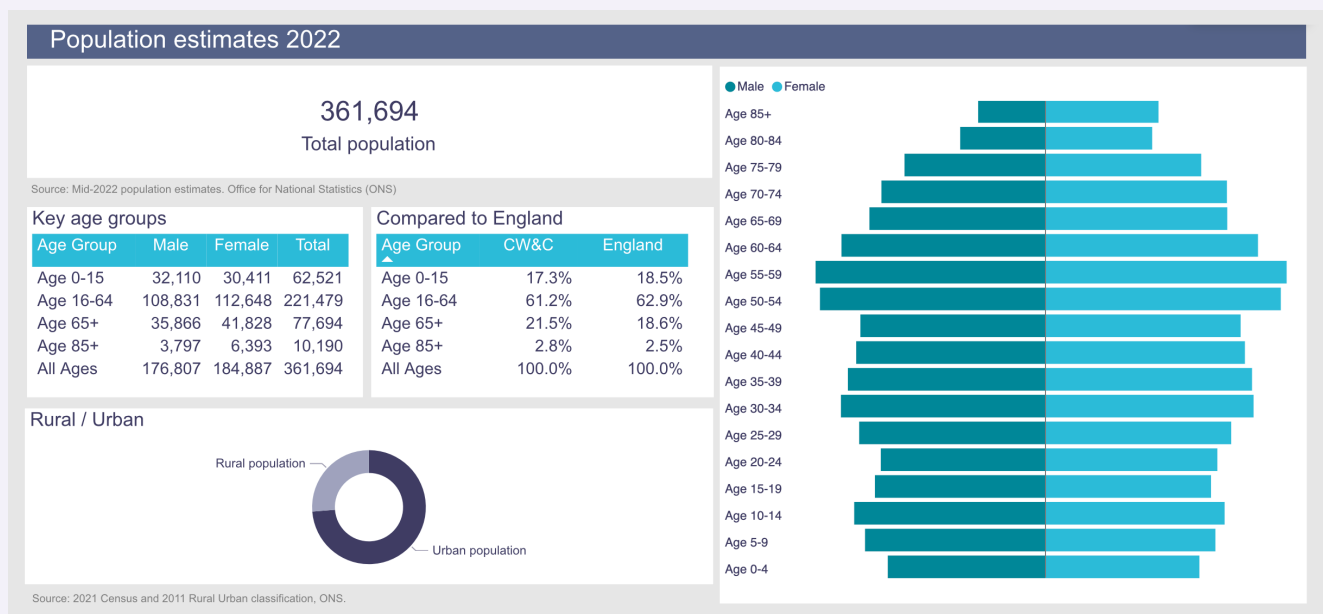 Population estimates 2022
361,694
Total population
Source: Mid-2022 population estimates. Office for National Statistics (ONS)
Key age groups
Age Group Male Female Total
Age 0-15 32,110 30,411 62,521
Age 16-64 108,831 112,648 221,479
Age 65+ 35,866 41,828 77,694
Age 85+ 3,797 6,393 10,190
All Ages 176,807 184,887 361,694
Compared to England
Age Group CW&C England
Age 0-15 17.3% 18.5%
Age 16-64 61.2% 62.9%
Age 65+ 21.5% 18.6%
Age 85+ 2.8% 2.5%
All Ages 100.0% 100.0%
Rural / Urban
Rural population
Urban population
Source: 2021 Census and 2011 Rural Urban classification, ONS.
Male Female
Age 85+
Age 80-84
Age 75-79
Age 70-74
Age 65-69
Age 60-64
Age 55-59
Age 50-54
Age 45-49
Age 40-44
Age 35-39
Age 30-34
Age 25-29
Age 20-24
Age 15-19
Age 10-14
Age 5-9
Age 0-4